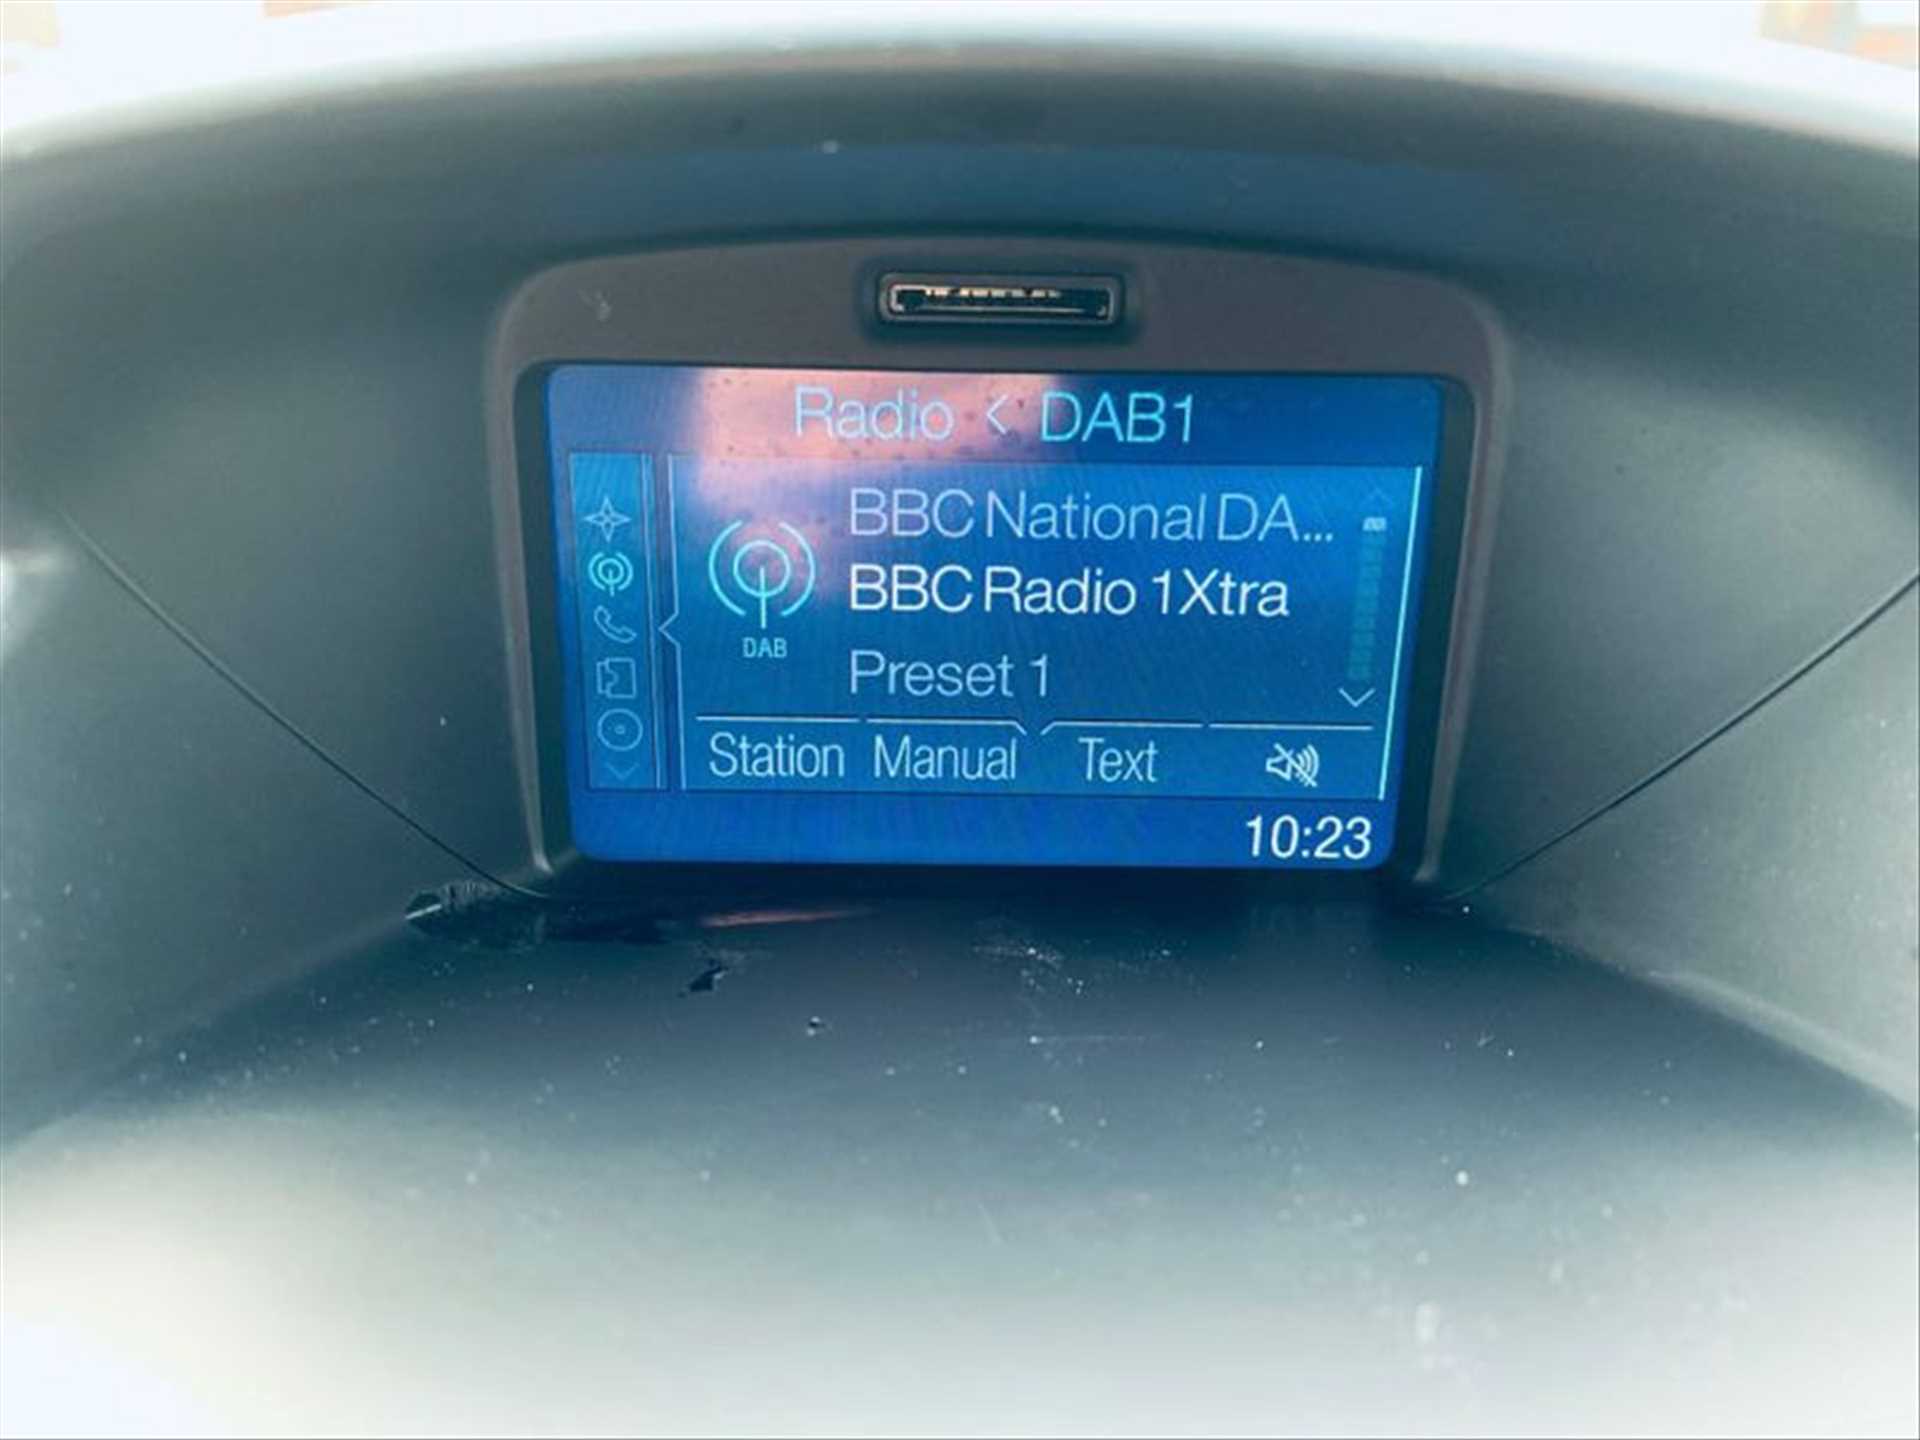 Radio < DAB1
BBC National DA...
BBC Radio 1Xtra
DAB
Preset 1
Station Manual Text
10:23